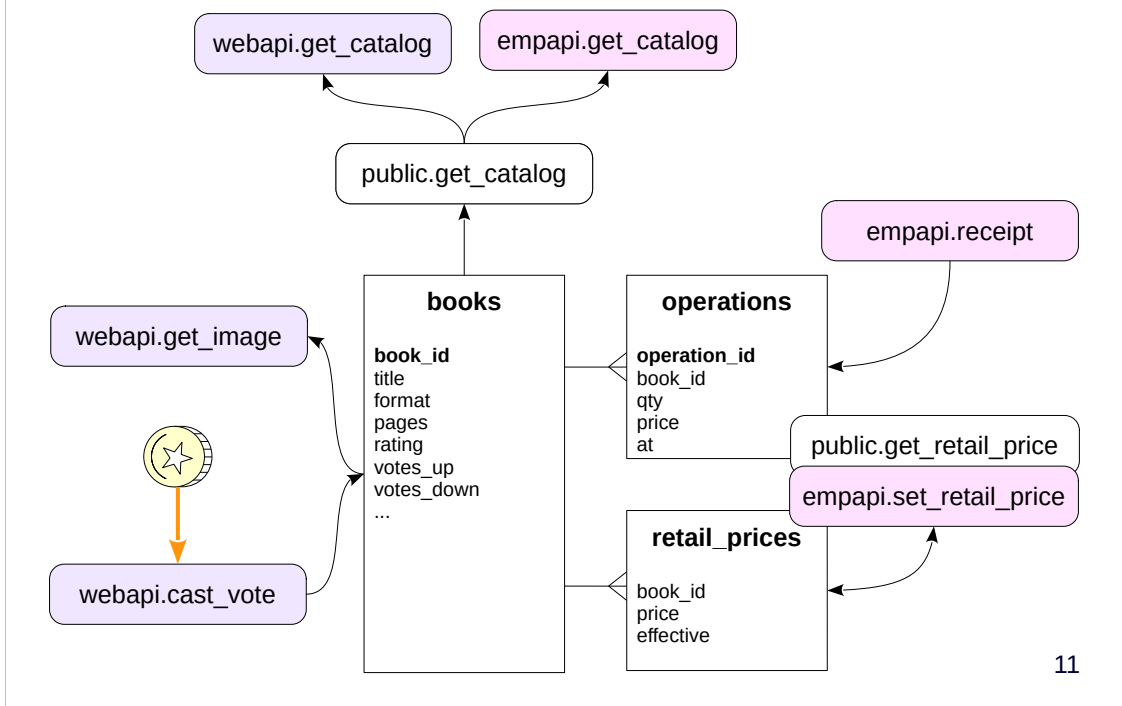 webapi.get_catalog
empapi.get_catalog
public.get_catalog
empapi.receipt
webapi.get_image
books
book_id
title
format
pages
rating
votes_up
votes_down
...
operations
operation_id
book_id
qty
price
at
public.get_retail_price
empapi.set_retail_price
retail_prices
book_id
price
effective
webapi.cast_vote
11